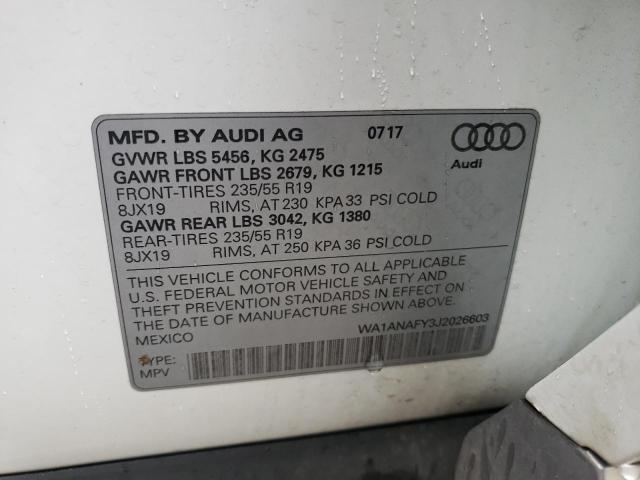 MFD. BY AUDI AG 0717
Audi
GVWR LBS 5456, KG 2475
GAWR FRONT LBS 2679, KG 1215
FRONT-TIRES 235/55 R19
8JX19 RIMS, AT 230 KPA 33 PSI COLD
GAWR REAR LBS 3042, KG 1380
REAR-TIRES 235/55 R19
8JX19 RIMS, AT 250 KPA 36 PSI COLD
THIS VEHICLE CONFORMS TO ALL APPLICABLE
U.S. FEDERAL MOTOR VEHICLE SAFETY AND
THEFT PREVENTION STANDARDS IN EFFECT ON
THE DATE OF MANUFACTURE SHOWN ABOVE.
MEXICO WA1ANAFY3J2026603
TYPE:
MPV